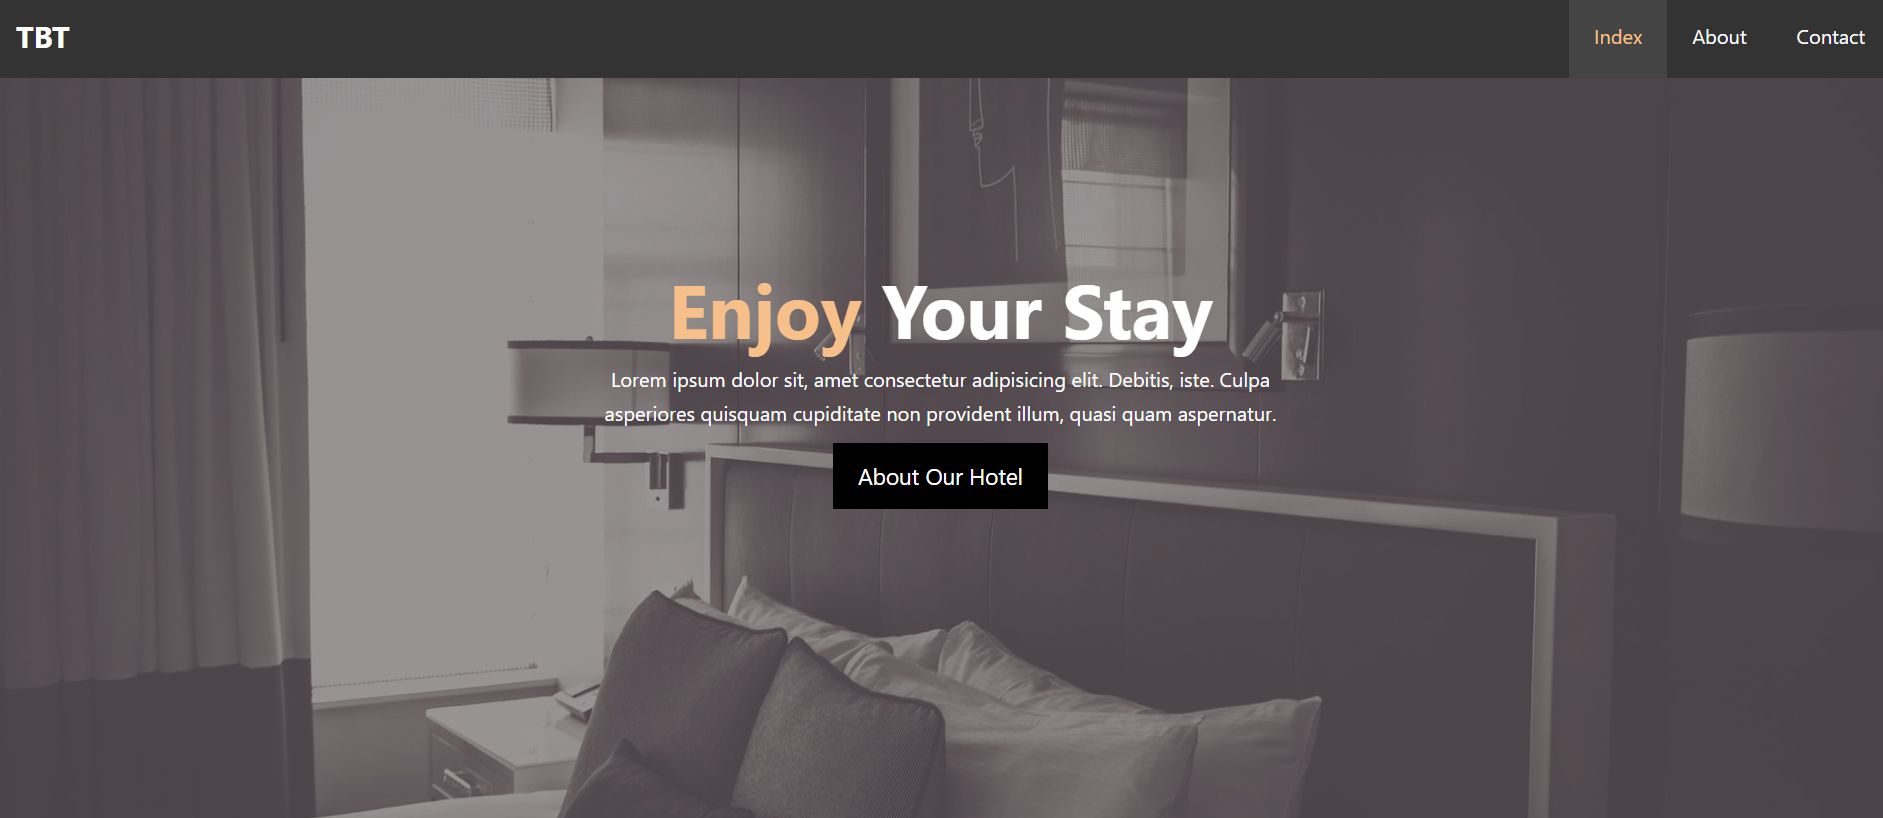 TBT
Index
About
Contact
Enjoy Your Stay
Lorem ipsum dolor sit, amet consectetur adipisicing elit. Debitis, iste. Culpa
asperiores quisquam cupiditate non provident illum, quasi quam aspernatur.
About Our Hotel